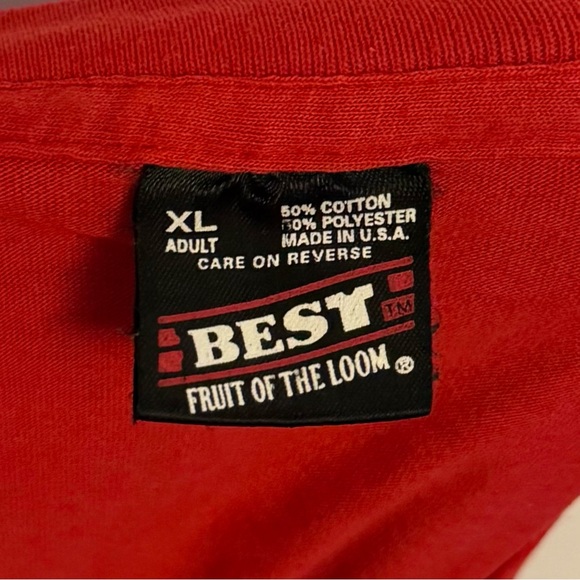 XL
ADULT
50% COTTON
50% POLYESTER
MADE IN U.S.A.
CARE ON REVERSE
BEST TM
FRUIT OF THE LOOM ®